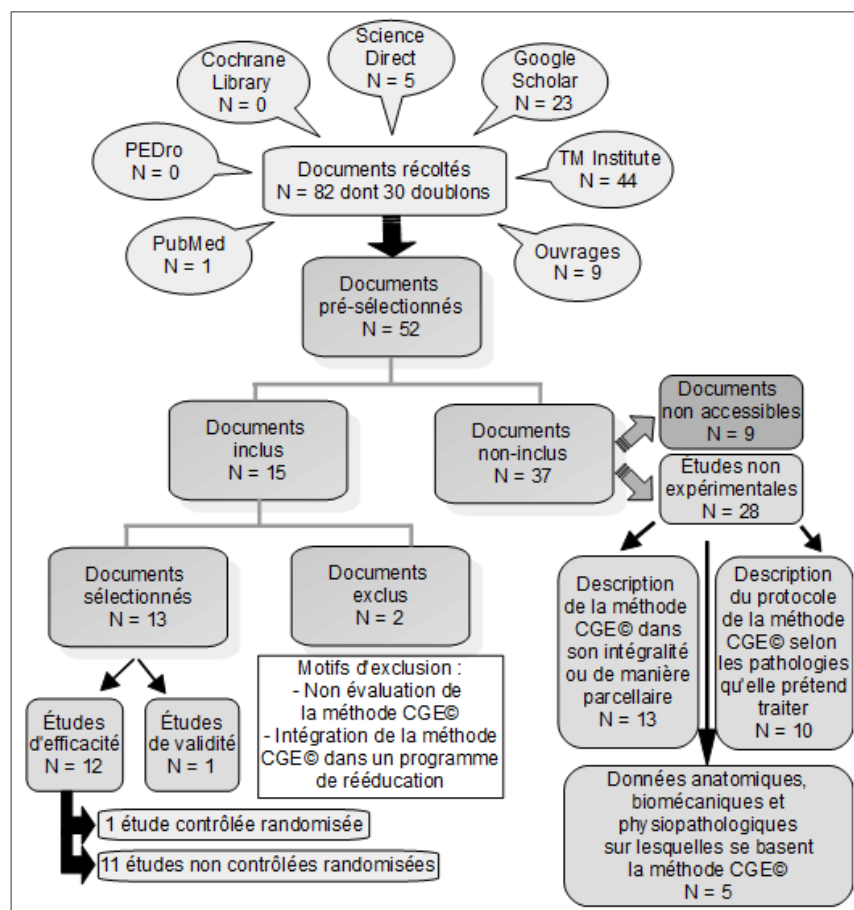 Science
Direct
N = 5
Cochrane
Library
N = 0
Google
Scholar
N = 23
PEDro
N = 0
Documents récoltés
N = 82 dont 30 doublons
TM Institute
N = 44
PubMed
N = 1
Ouvrages
N = 9
Documents
pré-sélectionnés
N = 52
Documents
inclus
N = 15
Documents
non-inclus
N = 37
Documents
non accessibles
N = 9
Études non
expérimentales
N = 28
Documents
sélectionnés
N = 13
Documents
exclus
N = 2
Description
de la méthode
CGE© dans
son intégralité
ou de manière
parcellaire
N = 13
Description
du protocole
de la méthode
CGE© selon
les pathologies
qu'elle prétend
traiter
N = 10
Motifs d'exclusion :
- Non évaluation de
la méthode CGE©
- Intégration de la méthode
CGE© dans un programme
de rééducation
Études
d'efficacité
N = 12
Études
de validité
N = 1
Données anatomiques,
biomécaniques et
physiopathologiques
sur lesquelles se basent
la méthode CGE©
N = 5
1 étude contrôlée randomisée
11 études non contrôlées randomisées